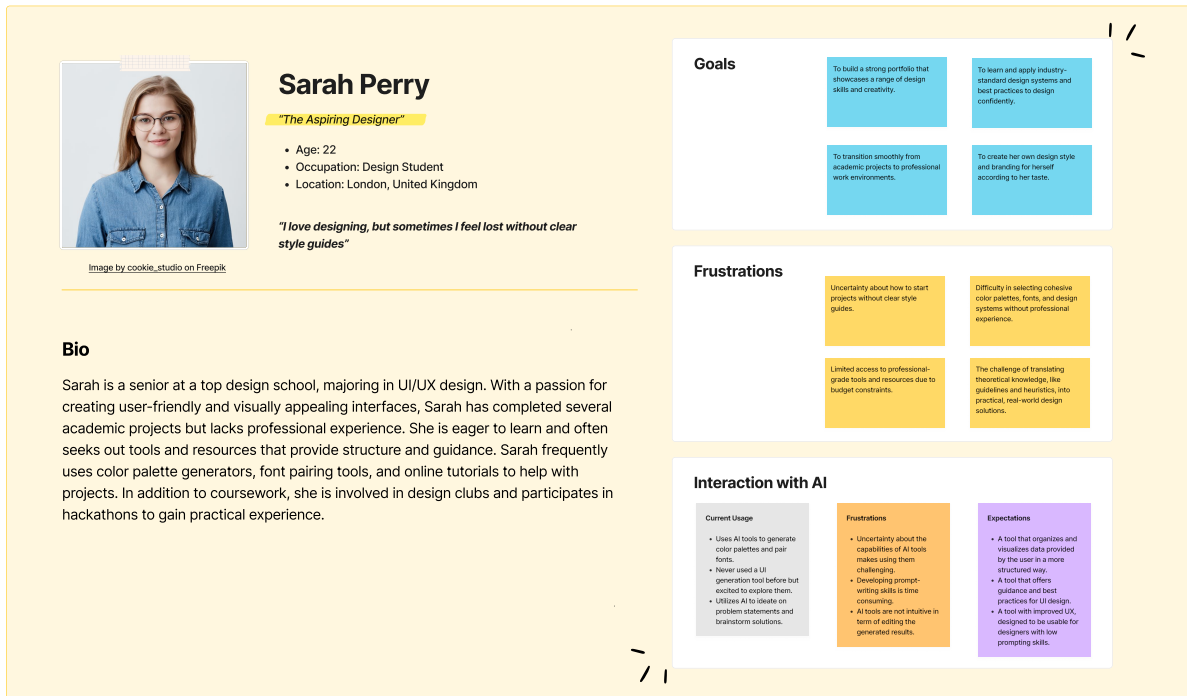 Sarah Perry
“The Aspiring Designer”
• Age: 22
• Occupation: Design Student
• Location: London, United Kingdom
“I love designing, but sometimes I feel lost without clear
style guides”
Image by cookie_studio on Freepik
Bio
Sarah is a senior at a top design school, majoring in UI/UX design. With a passion for
creating user-friendly and visually appealing interfaces, Sarah has completed several
academic projects but lacks professional experience. She is eager to learn and often
seeks out tools and resources that provide structure and guidance. Sarah frequently
uses color palette generators, font pairing tools, and online tutorials to help with
projects. In addition to coursework, she is involved in design clubs and participates in
hackathons to gain practical experience.
Goals
To build a strong portfolio that
showcases a range of design
skills and creativity.
To learn and apply industry-
standard design systems and
best practices to design
confidently.
To transition smoothly from
academic projects to professional
work environments.
To create her own design style
and branding for herself
according to her taste.
Frustrations
Uncertainty about how to start
projects without clear style
guides.
Difficulty in selecting cohesive
color palettes, fonts, and design
systems without professional
experience.
Limited access to professional-
grade tools and resources due to
budget constraints.
The challenge of translating
theoretical knowledge, like
guidelines and heuristics, into
practical, real-world design
solutions.
Interaction with AI
Current Usage
• Uses AI tools to generate
color palettes and pair
fonts.
• Never used a UI
generation tool before but
excited to explore them.
• Utilizes AI to ideate on
problem statements and
brainstorm solutions.
Frustrations
• Uncertainty about the
capabilities of AI tools
makes using them
challenging.
• Developing prompt-
writing skills is time
consuming.
• AI tools are not intuitive in
term of editing the
generated results.
Expectations
• A tool that organizes and
visualizes data provided
by the user in a more
structured way.
• A tool that offers
guidance and best
practices for UI design.
• A tool with improved UX,
designed to be usable for
designers with low
prompting skills.